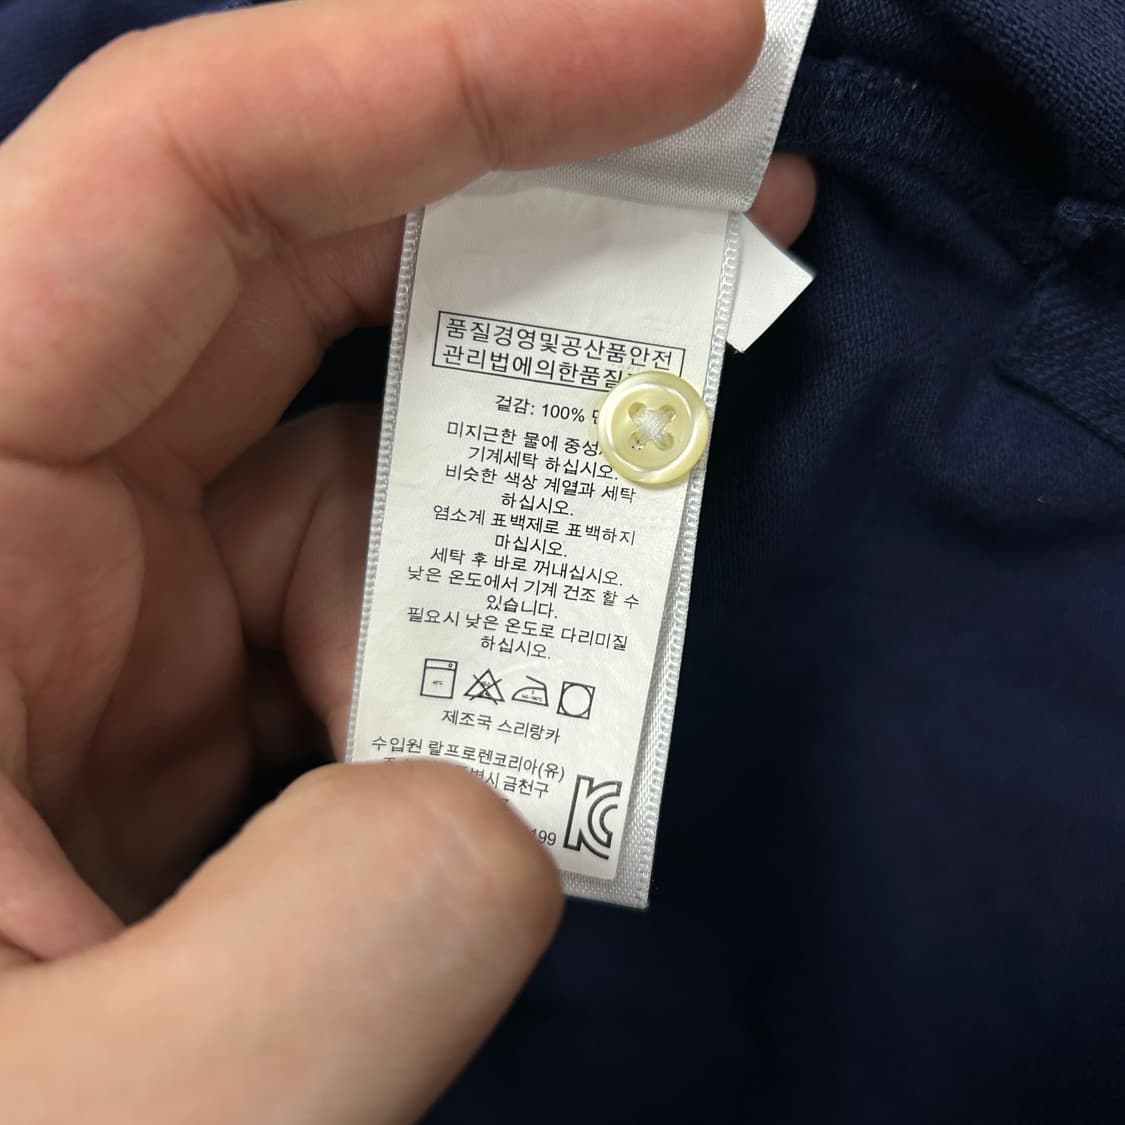 품질경영및공산품안전
관리법에의한품질
겉감: 100%
미지근한 물에
기계세탁 하십시오.
비슷한 색상 계열과 세탁
하십시오.
염소계 표백제로 표백하지
마십시오.
세탁 후 바로 꺼내십시오.
낮은 온도에서 기계 건조 할 수
있습니다.
필요시 낮은 온도로 다리미질
하십시오.
제조국 스리랑카
수입원 랄프로렌코리아(유)
금천구
199